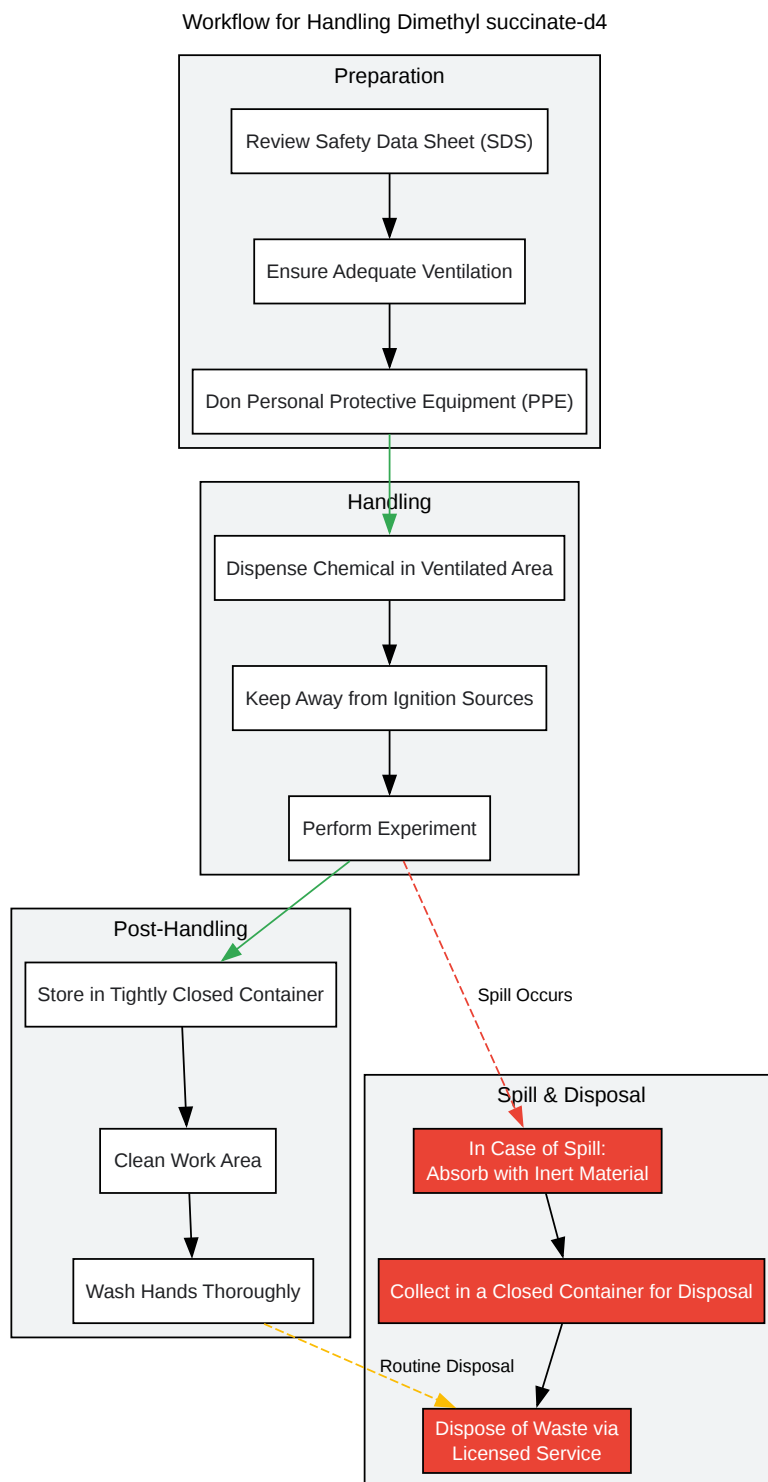 Workflow for Handling Dimethyl succinate-d4
Preparation
Review Safety Data Sheet (SDS)
Ensure Adequate Ventilation
Don Personal Protective Equipment (PPE)
Handling
Dispense Chemical in Ventilated Area
Keep Away from Ignition Sources
Perform Experiment
Post-Handling
Store in Tightly Closed Container
Clean Work Area
Wash Hands Thoroughly
Spill Occurs
Spill & Disposal
In Case of Spill:
Absorb with Inert Material
Collect in a Closed Container for Disposal
Routine Disposal
Dispose of Waste via
Licensed Service